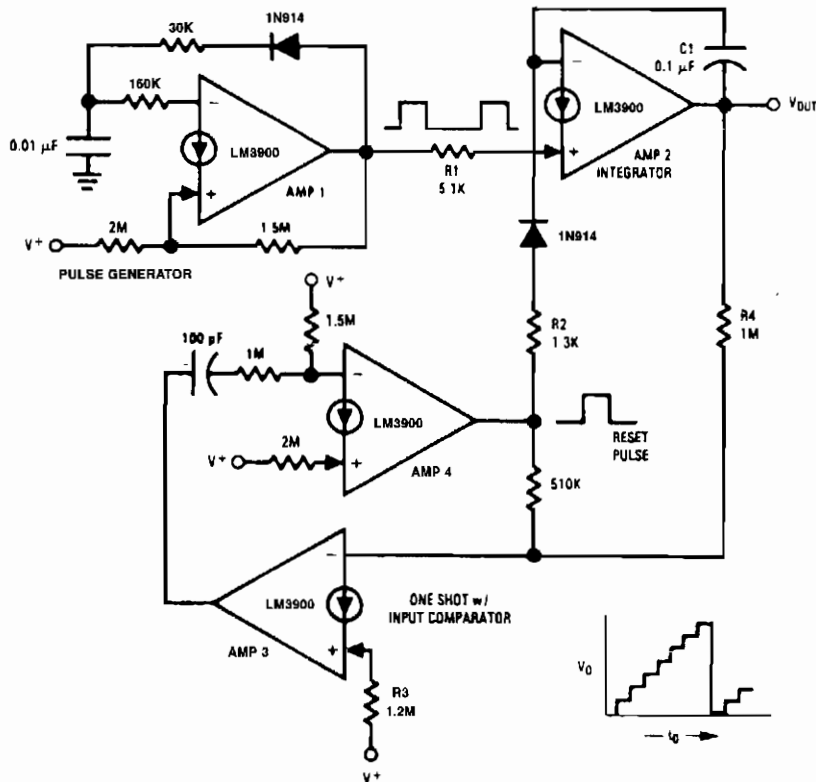 1N914
30K
160K
−
LM3900
+
AMP 1
0.01 μF
2M
V+
1.5M
PULSE GENERATOR
R1
5.1K
C1
0.1 μF
−
LM3900
+
AMP 2
INTEGRATOR
VOUT
1N914
R2
1.3K
R4
1M
V+
1.5M
100 pF
1M
−
LM3900
+
V+
2M
AMP 4
RESET
PULSE
510K
−
LM3900
+
AMP 3
ONE SHOT w/
INPUT COMPARATOR
R3
1.2M
V+
VO
tO